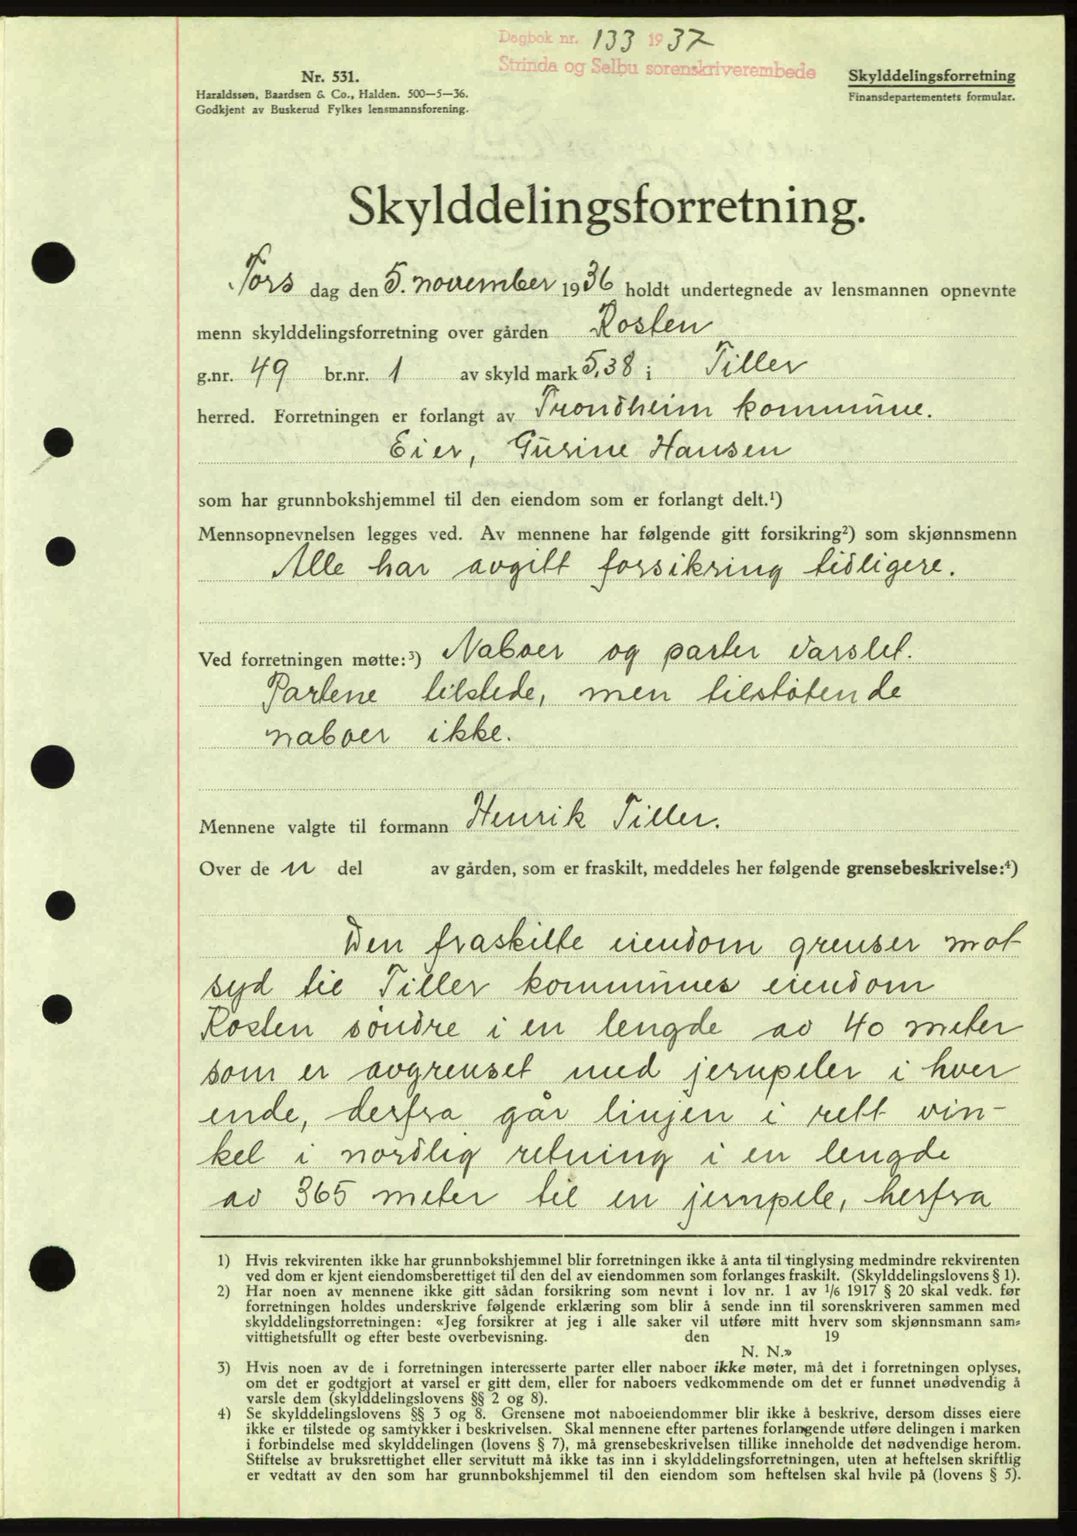 Dagbok nr. 133 1937
Strinda og Selbu sorenskriverembede
Nr. 531.
Haraldssøn, Baardsen & Co., Halden. 500—5—36.
Godkjent av Buskerud Fylkes lensmannsforening.
Skylddelingsforretning
Finansdepartementets formular.
Skylddelingsforretning.
Tors dag den 5. november 1936 holdt undertegnede av lensmannen opnevnte
menn skylddelingsforretning over gården Rosten
g.nr. 49 br.nr. 1 av skyld mark 5,38 i Tiller
herred. Forretningen er forlangt av Trondheim kommune.
Eier, Gurine Hansen
som har grunnbokshjemmel til den eiendom som er forlangt delt.¹)
Mennsopnevnelsen legges ved. Av mennene har følgende gitt forsikring²) som skjønnsmenn
Alle har avgitt forsikring tidligere.
Ved forretningen møtte:³) Naboer og parter varslet.
Partene tilstede, men tilstøtende
naboer ikke.
Mennene valgte til formann Henrik Tiller.
Over de n del av gården, som er fraskilt, meddeles her følgende grensebeskrivelse:⁴)
Den fraskilte eiendom grenser mot
syd til Tiller kommunes eiendom
Rosten søndre i en lengde av 40 meter
som er avgrenset med jernpeler i hver
ende, derfra går linjen i rett vin-
kel i nordlig retning i en lengde
av 365 meter til en jernpele, herfra
1) Hvis rekvirenten ikke har grunnbokshjemmel blir forretningen ikke å anta til tinglysing medmindre rekvirenten
ved dom er kjent eiendomsberettiget til den del av eiendommen som forlanges fraskilt. (Skylddelingslovens § 1).
2) Har noen av mennene ikke gitt sådan forsikring som nevnt i lov nr. 1 av 1/6 1917 § 20 skal vedk. før
forretningen holdes underskrive følgende erklæring som blir å sende inn til sorenskriveren sammen med
skylddelingsforretningen: «Jeg forsikrer at jeg i alle saker vil utføre mitt hverv som skjønnsmann sam-
vittighetsfullt og efter beste overbevisning. den 19
N. N.»
3) Hvis noen av de i forretningen interesserte parter eller naboer ikke møter, må det i forretningen oplyses,
om det er godtgjort at varsel er gitt dem, eller for naboers vedkommende om det er funnet unødvendig å
varsle dem (skylddelingslovens §§ 2 og 8).
4) Se skylddelingslovens §§ 3 og 8. Grensene mot naboeiendommer blir ikke å beskrive, dersom disses eiere
ikke er tilstede og samtykker i beskrivelsen. Skal mennene efter partenes forlangende utføre delingen i marken
i forbindelse med skylddelingen (lovens § 7), må grensebeskrivelsen tillike inneholde det nødvendige herom.
Stiftelse av bruksrettighet eller servitutt må ikke tas inn i skylddelingsforretningen, uten at heftelsen skriftlig
er vedtatt av den som har grunnbokshjemmel til den eiendom som heftelsen skal hvile på (lovens § 5).